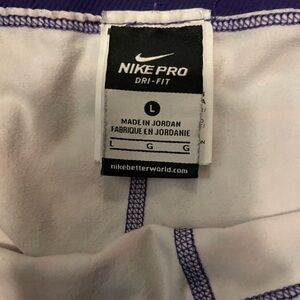 NIKE PRO
DRI-FIT
L
MADE IN JORDAN
FABRIQUE EN JORDANIE
L G G
nikebetterworld.com